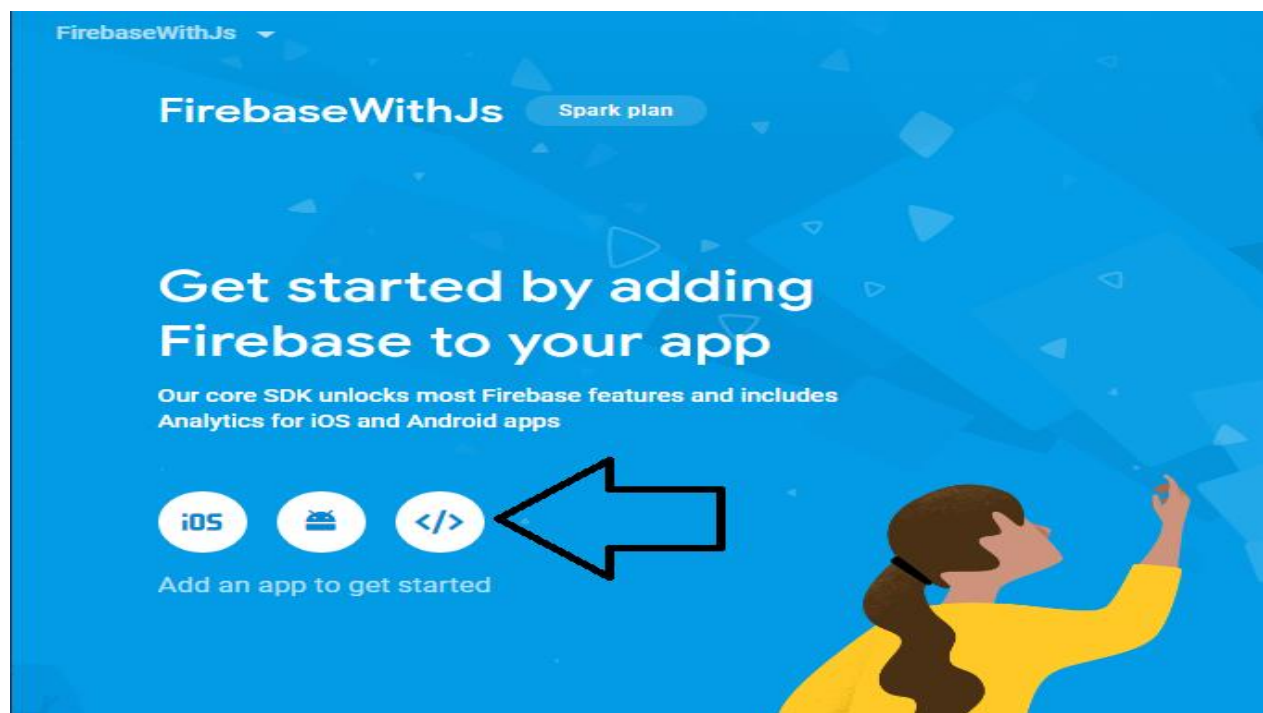 FirebaseWithJs
FirebaseWithJs Spark plan
Get started by adding
Firebase to your app
Our core SDK unlocks most Firebase features and includes
Analytics for iOS and Android apps
iOS </>
Add an app to get started